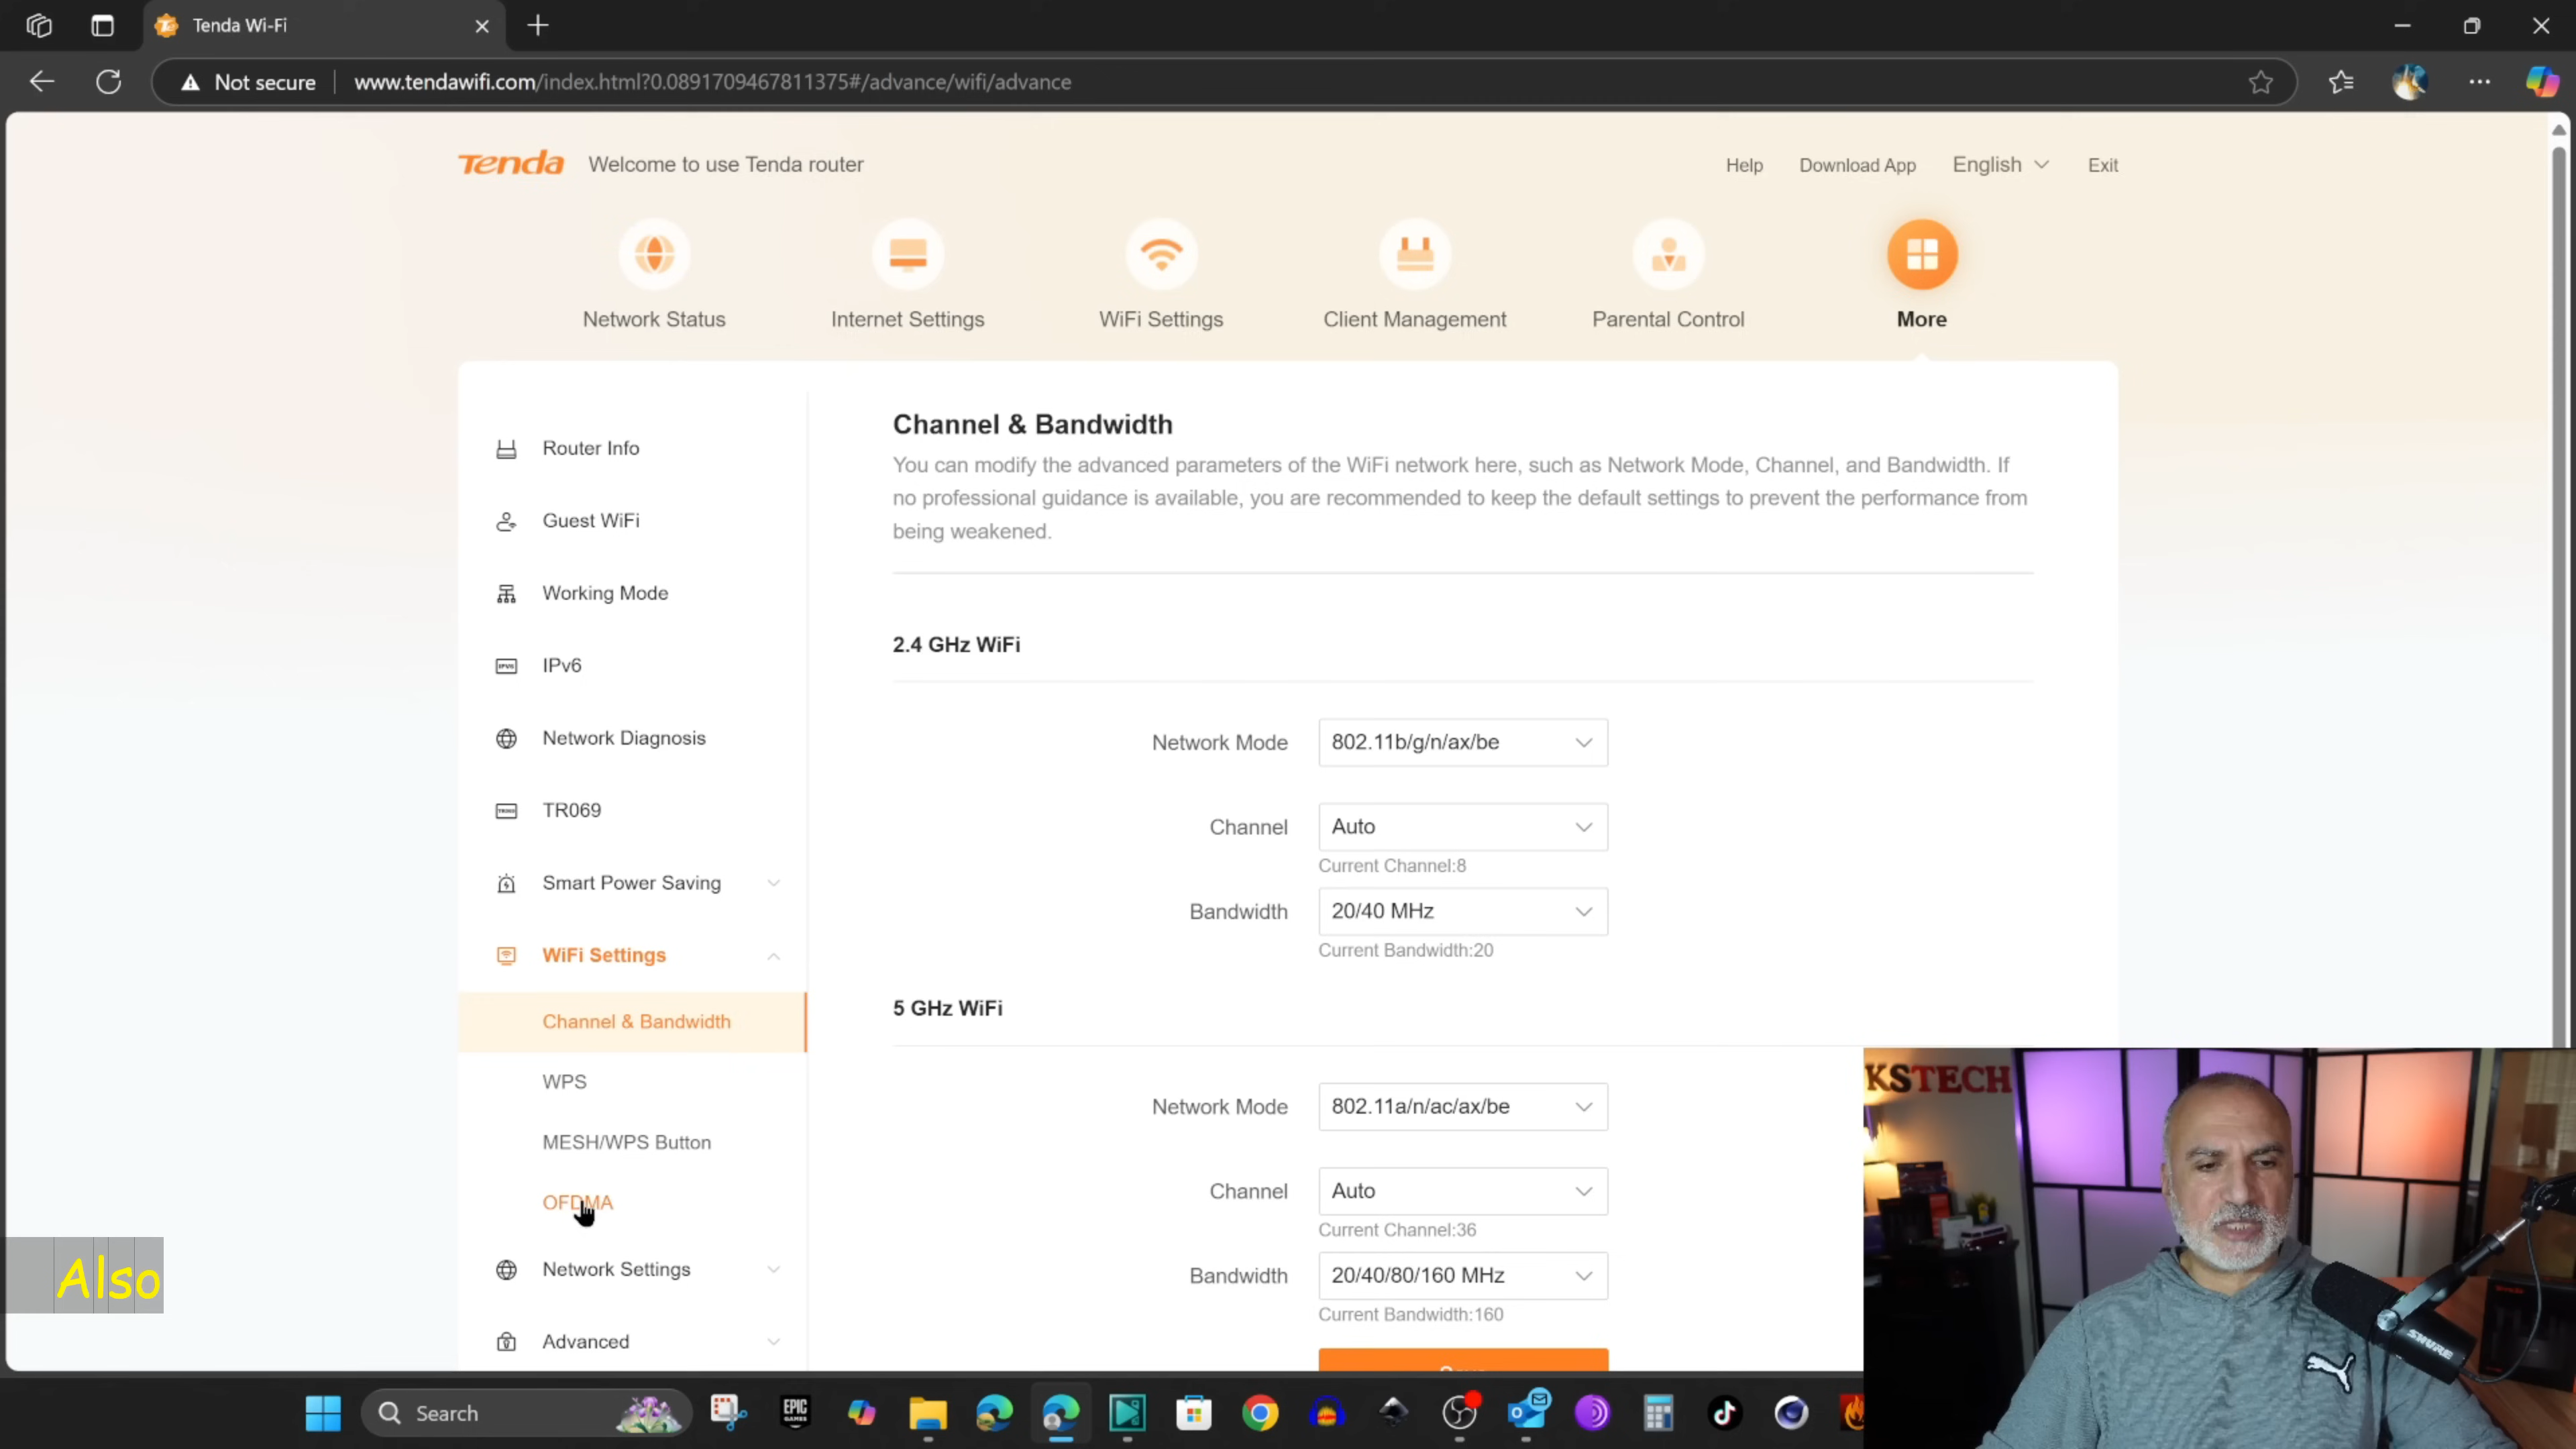 Tenda Wi-Fi
Not secure
www.tendawifi.com/index.html?0.0891709467811375#/advance/wifi/advance
Tenda
Welcome to use Tenda router
Help
Download App
English
Exit
Network Status
Internet Settings
WiFi Settings
Client Management
Parental Control
More
Router Info
Guest WiFi
Working Mode
IPv6
Network Diagnosis
TR069
Smart Power Saving
WiFi Settings
Channel & Bandwidth
WPS
MESH/WPS Button
OFDMA
Network Settings
Advanced
Channel & Bandwidth
You can modify the advanced parameters of the WiFi network here, such as Network Mode, Channel, and Bandwidth. If
no professional guidance is available, you are recommended to keep the default settings to prevent the performance from
being weakened.
2.4 GHz WiFi
Network Mode 802.11b/g/n/ax/be
Channel Auto
Current Channel:8
Bandwidth 20/40 MHz
Current Bandwidth:20
5 GHz WiFi
Network Mode 802.11a/n/ac/ax/be
Channel Auto
Current Channel:36
Bandwidth 20/40/80/160 MHz
Current Bandwidth:160
Also
KSTECH
SHURE
PUMA
Search
EPIC GAMES